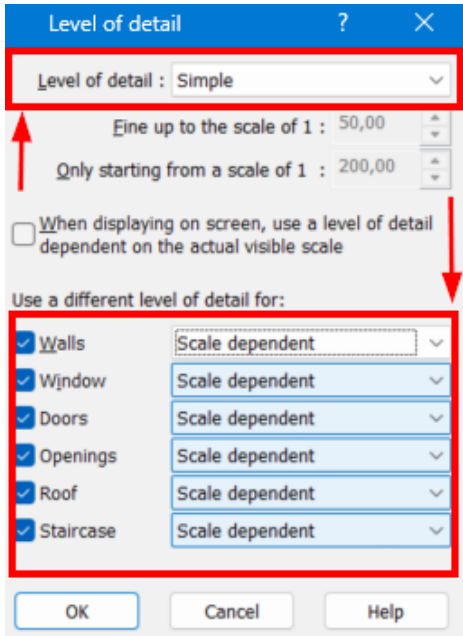 Level of detail ?
Level of detail : Simple
Fine up to the scale of 1 : 50,00
Only starting from a scale of 1 : 200,00
When displaying on screen, use a level of detail
dependent on the actual visible scale
Use a different level of detail for:
Walls Scale dependent
Window Scale dependent
Doors Scale dependent
Openings Scale dependent
Roof Scale dependent
Staircase Scale dependent
OK Cancel Help